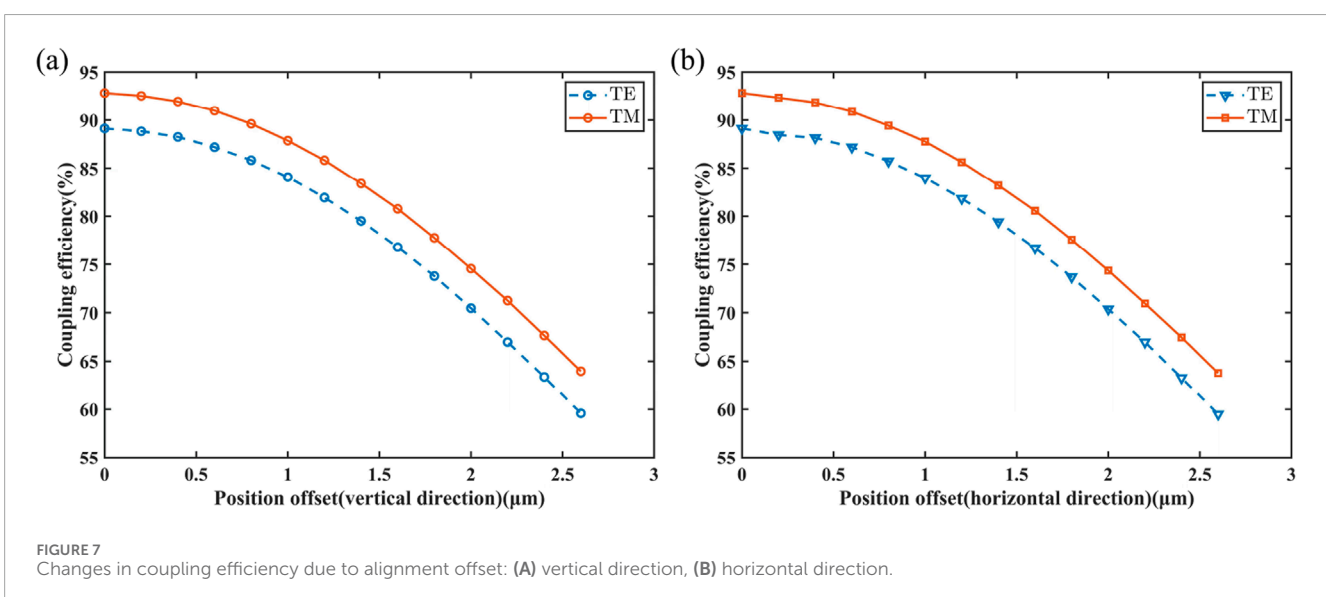 (a)
95
90
85
80
75
70
65
60
55
Coupling efficiency(%)
TE
TM
0 0.5 1 1.5 2 2.5 3
Position offset(vertical direction)(μm)
(b)
95
90
85
80
75
70
65
60
55
Coupling efficiency(%)
TE
TM
0 0.5 1 1.5 2 2.5 3
Position offset(horizontal direction)(μm)
FIGURE 7
Changes in coupling efficiency due to alignment offset: (A) vertical direction, (B) horizontal direction.